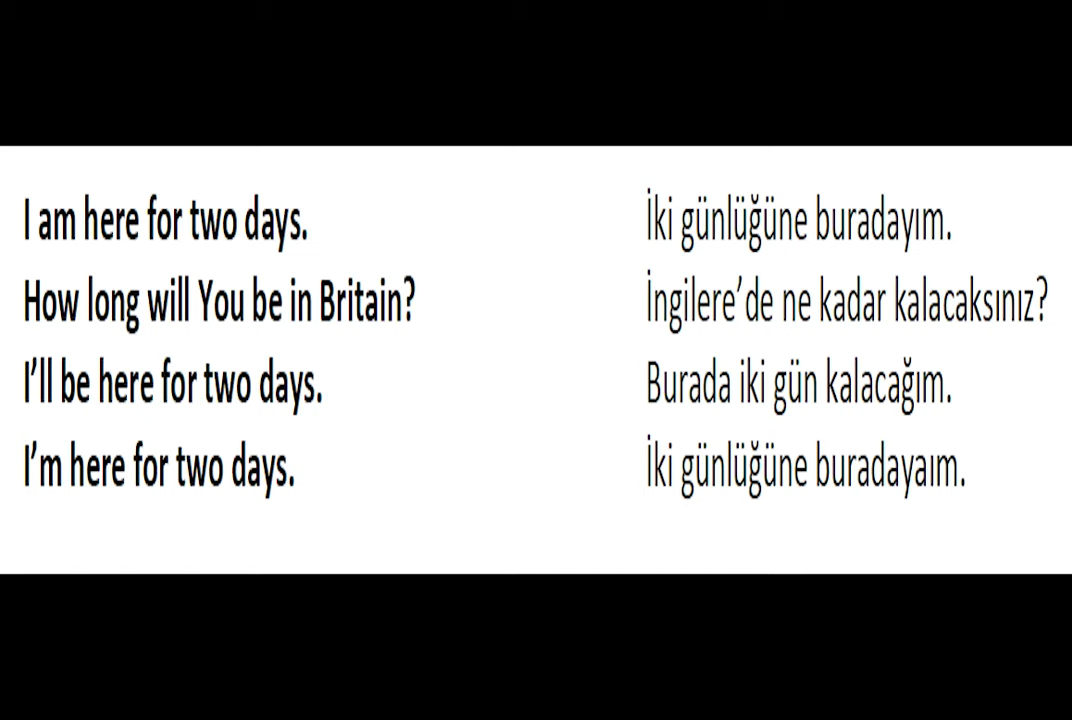 I am here for two days. İki günlüğüne buradayım.
How long will You be in Britain? İngilere’de ne kadar kalacaksınız?
I’ll be here for two days. Burada iki gün kalacağım.
I’m here for two days. İki günlüğüne buradayaım.